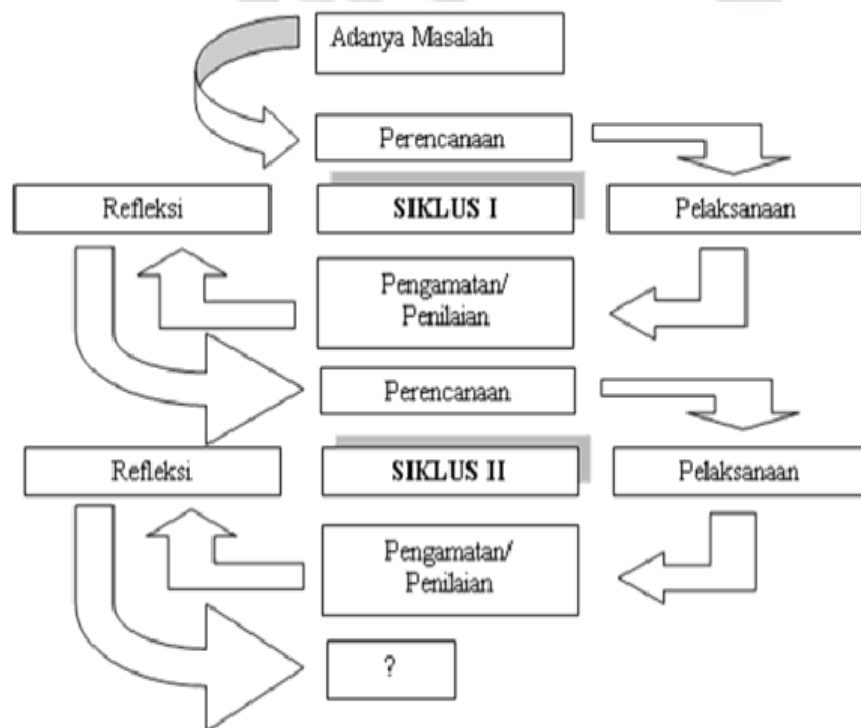 Adanya Masalah
Perencanaan
Refleksi
SIKLUS I
Pelaksanaan
Pengamatan/
Penilaian
Perencanaan
Refleksi
SIKLUS II
Pelaksanaan
Pengamatan/
Penilaian
?